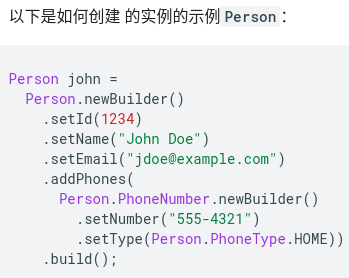 以下是如何创建 的实例的示例 Person：
Person john =
  Person.newBuilder()
    .setId(1234)
    .setName("John Doe")
    .setEmail("jdoe@example.com")
    .addPhones(
      Person.PhoneNumber.newBuilder()
        .setNumber("555-4321")
        .setType(Person.PhoneType.HOME))
    .build();